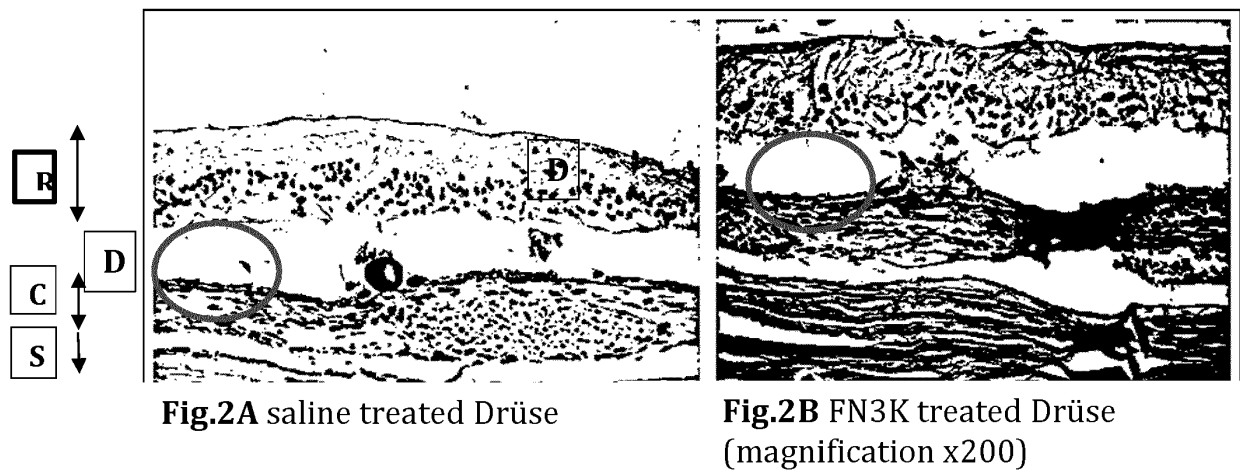 R
D
D
C
S
Fig.2A saline treated Drüse
Fig.2B FN3K treated Drüse
(magnification x200)